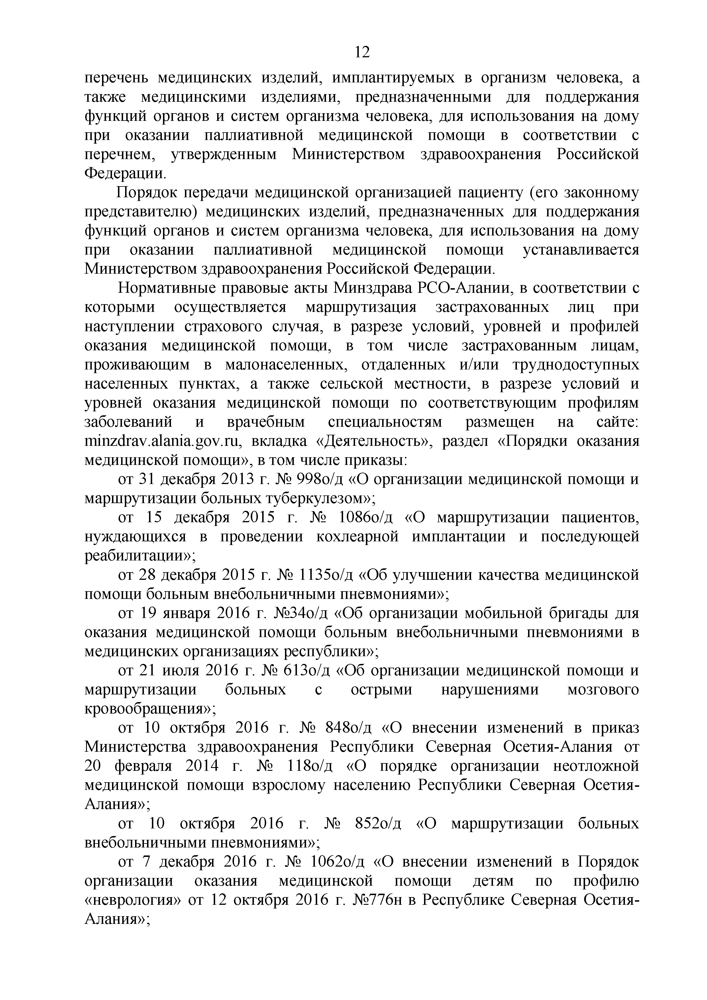 12
перечень медицинских изделий, имплантируемых в организм человека, а
также медицинскими изделиями, предназначенными для поддержания
функций органов и систем организма человека, для использования на дому
при оказании паллиативной медицинской помощи в соответствии с
перечнем, утвержденным Министерством здравоохранения Российской
Федерации.
Порядок передачи медицинской организацией пациенту (его законному
представителю) медицинских изделий, предназначенных для поддержания
функций органов и систем организма человека, для использования на дому
при оказании паллиативной медицинской помощи устанавливается
Министерством здравоохранения Российской Федерации.
Нормативные правовые акты Минздрава РСО-Алании, в соответствии с
которыми осуществляется маршрутизация застрахованных лиц при
наступлении страхового случая, в разрезе условий, уровней и профилей
оказания медицинской помощи, в том числе застрахованным лицам,
проживающим в малонаселенных, отдаленных и/или труднодоступных
населенных пунктах, а также сельской местности, в разрезе условий и
уровней оказания медицинской помощи по соответствующим профилям
заболеваний и врачебным специальностям размещен на сайте:
minzdrav.alania.gov.ru, вкладка «Деятельность», раздел «Порядки оказания
медицинской помощи», в том числе приказы:
от 31 декабря 2013 г. № 998о/д «О организации медицинской помощи и
маршрутизации больных туберкулезом»;
от 15 декабря 2015 г. № 1086о/д «О маршрутизации пациентов,
нуждающихся в проведении кохлеарной имплантации и последующей
реабилитации»;
от 28 декабря 2015 г. № 1135о/д «Об улучшении качества медицинской
помощи больным внебольничными пневмониями»;
от 19 января 2016 г. №34о/д «Об организации мобильной бригады для
оказания медицинской помощи больным внебольничными пневмониями в
медицинских организациях республики»;
от 21 июля 2016 г. № 613о/д «Об организации медицинской помощи и
маршрутизации больных с острыми нарушениями мозгового
кровообращения»;
от 10 октября 2016 г. № 848о/д «О внесении изменений в приказ
Министерства здравоохранения Республики Северная Осетия-Алания от
20 февраля 2014 г. № 118о/д «О порядке организации неотложной
медицинской помощи взрослому населению Республики Северная Осетия-
Алания»;
от 10 октября 2016 г. № 852о/д «О маршрутизации больных
внебольничными пневмониями»;
от 7 декабря 2016 г. № 1062о/д «О внесении изменений в Порядок
организации оказания медицинской помощи детям по профилю
«неврология» от 12 октября 2016 г. №776н в Республике Северная Осетия-
Алания»;